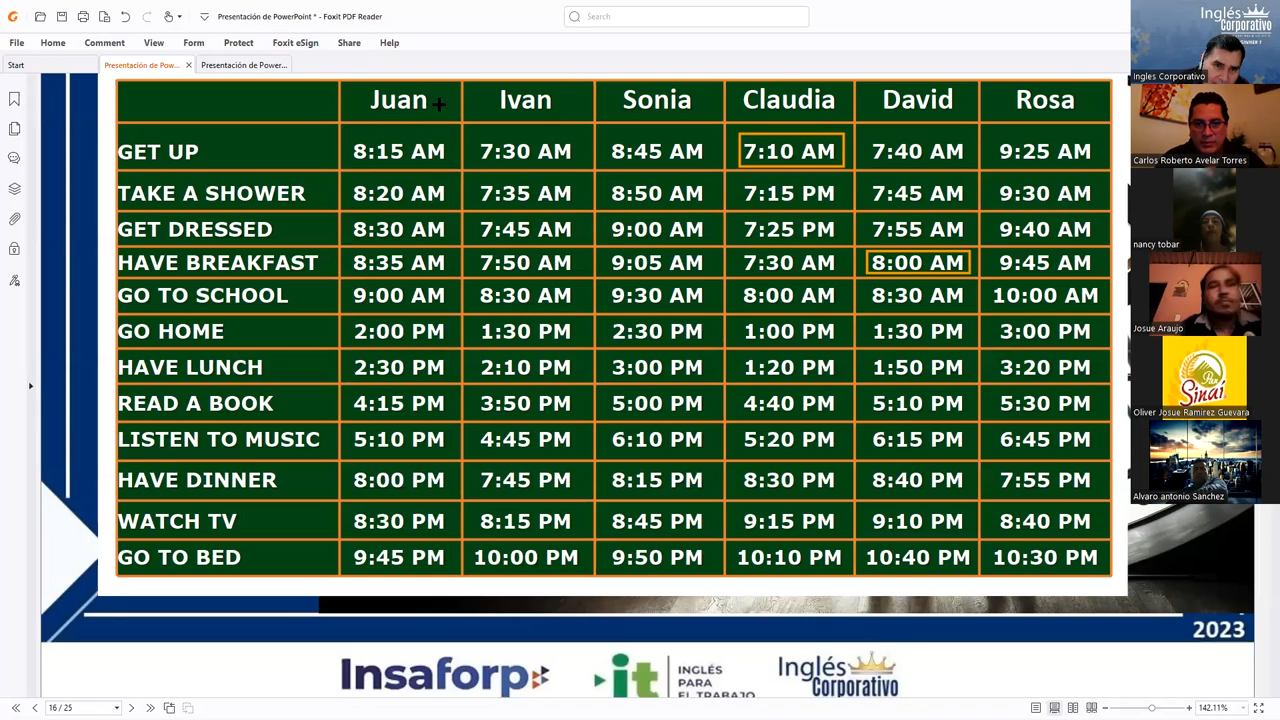 Presentación de PowerPoint * - Foxit PDF Reader
Search
File Home Comment View Form Protect Foxit eSign Share Help
Start
Presentación de Pow...
Presentación de Power...
Juan Ivan Sonia Claudia David Rosa
GET UP 8:15 AM 7:30 AM 8:45 AM 7:10 AM 7:40 AM 9:25 AM
TAKE A SHOWER 8:20 AM 7:35 AM 8:50 AM 7:15 PM 7:45 AM 9:30 AM
GET DRESSED 8:30 AM 7:45 AM 9:00 AM 7:25 PM 7:55 AM 9:40 AM
HAVE BREAKFAST 8:35 AM 7:50 AM 9:05 AM 7:30 AM 8:00 AM 9:45 AM
GO TO SCHOOL 9:00 AM 8:30 AM 9:30 AM 8:00 AM 8:30 AM 10:00 AM
GO HOME 2:00 PM 1:30 PM 2:30 PM 1:00 PM 1:30 PM 3:00 PM
HAVE LUNCH 2:30 PM 2:10 PM 3:00 PM 1:20 PM 1:50 PM 3:20 PM
READ A BOOK 4:15 PM 3:50 PM 5:00 PM 4:40 PM 5:10 PM 5:30 PM
LISTEN TO MUSIC 5:10 PM 4:45 PM 6:10 PM 5:20 PM 6:15 PM 6:45 PM
HAVE DINNER 8:00 PM 7:45 PM 8:15 PM 8:30 PM 8:40 PM 7:55 PM
WATCH TV 8:30 PM 8:15 PM 8:45 PM 9:15 PM 9:10 PM 8:40 PM
GO TO BED 9:45 PM 10:00 PM 9:50 PM 10:10 PM 10:40 PM 10:30 PM
2023
Insaforp
it
INGLÉS
PARA
EL TRABAJO
Inglés
Corporativo
16 / 25
142.11%
Inglés
Corporativo
Ingles Corporativo
Carlos Roberto Avelar Torres
nancy tobar
Josue Araujo
Pan
Sinaí
Oliver Josue Ramirez Guevara
Alvaro antonio Sanchez